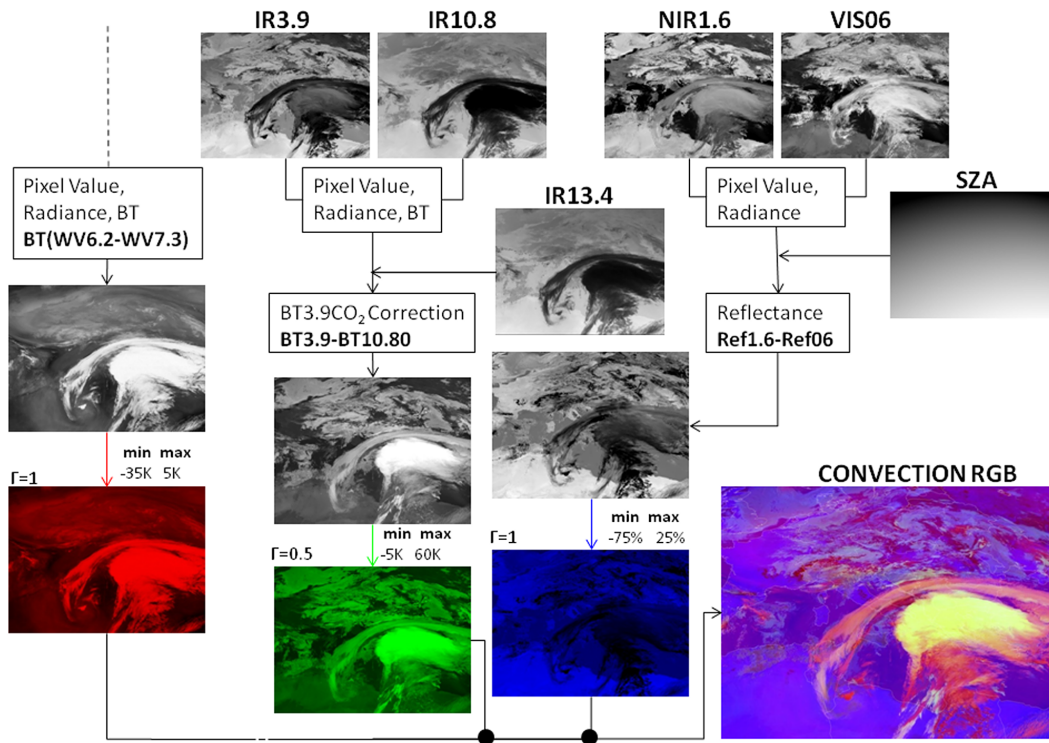 IR3.9
IR10.8
NIR1.6
VIS06
Pixel Value,
Radiance, BT
BT(WV6.2-WV7.3)
Pixel Value,
Radiance, BT
Pixel Value,
Radiance
SZA
IR13.4
BT3.9CO₂ Correction
BT3.9-BT10.80
Reflectance
Ref1.6-Ref06
min max
-35K 5K
Γ=1
min max
-5K 60K
Γ=0.5
min max
-75% 25%
Γ=1
CONVECTION RGB